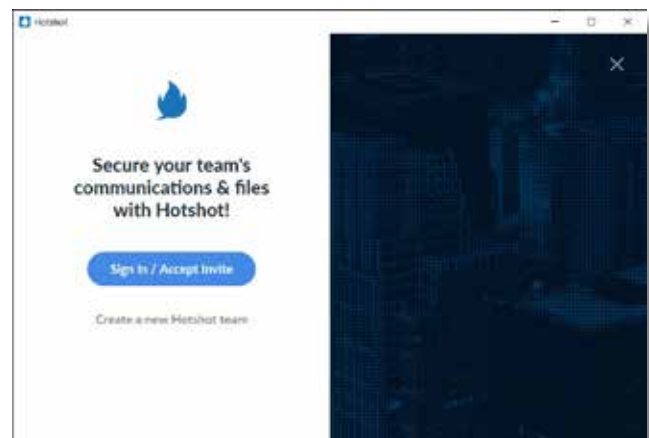 Hotshot
Secure your team's
communications & files
with Hotshot!
Sign In / Accept Invite
Create a new Hotshot team